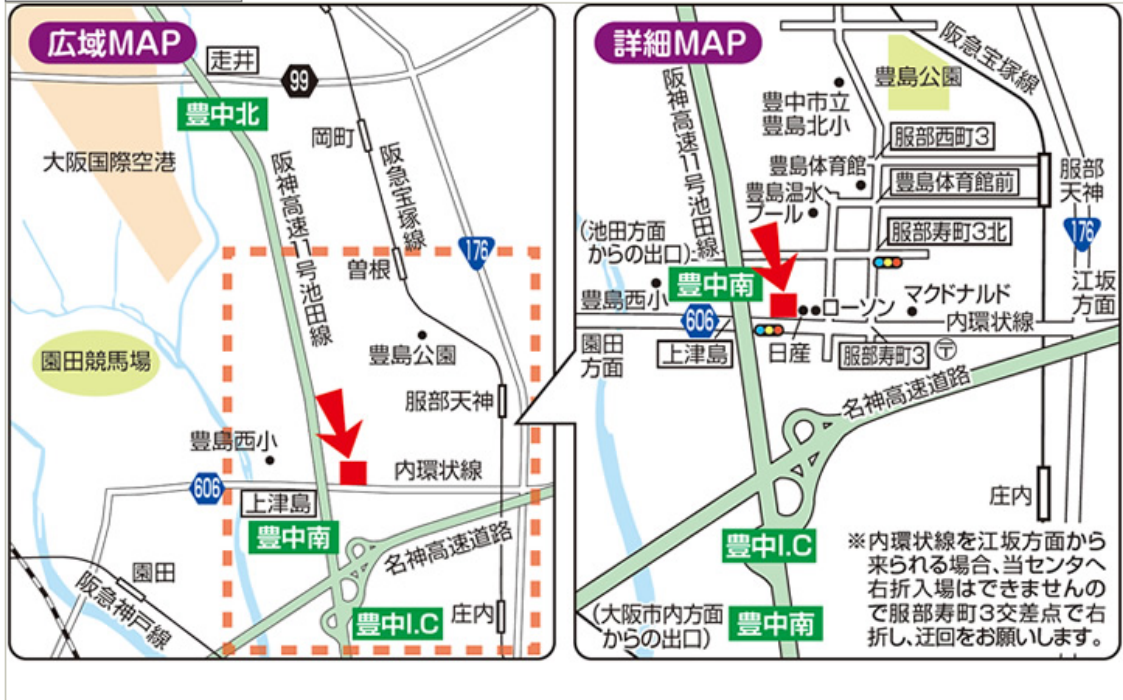 広域MAP
走井
99
豊中北
岡町
大阪国際空港
阪神高速11号池田線
阪急宝塚線
176
曽根
園田競馬場
豊島公園
服部天神
豊島西小
内環状線
606
上津島
豊中南
名神高速道路
園田
阪急神戸線
豊中I.C
庄内
詳細MAP
阪神高速11号池田線
阪急宝塚線
豊島公園
豊中市立
豊島北小
服部西町3
豊島体育館
服部
天神
豊島体育館前
豊島温水
プール
176
(池田方面
からの出口)
服部寿町3北
豊中南
江坂
方面
豊島西小
ローソン
マクドナルド
606
内環状線
園田
方面
上津島
日産
服部寿町3
〒
名神高速道路
庄内
豊中I.C
(大阪市内方面
からの出口)
豊中南
※内環状線を江坂方面から
来られる場合、当センタへ
右折入場はできませんの
で服部寿町3交差点で右
折し、迂回をお願いします。